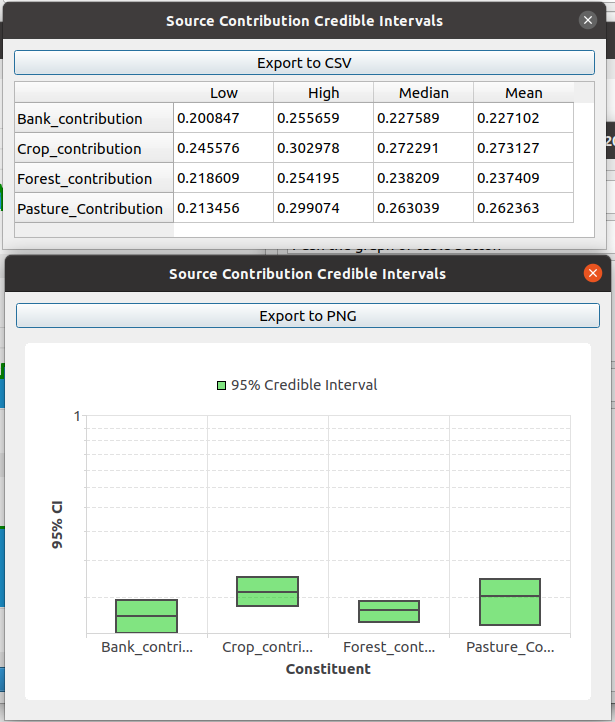 Source Contribution Credible Intervals
Export to CSV
Low High Median Mean
Bank_contribution 0.200847 0.255659 0.227589 0.227102
Crop_contribution 0.245576 0.302978 0.272291 0.273127
Forest_contribution 0.218609 0.254195 0.238209 0.237409
Pasture_Contribution 0.213456 0.299074 0.263039 0.262363
Source Contribution Credible Intervals
Export to PNG
95% Credible Interval
1
95% CI
Bank_contri... Crop_contri... Forest_cont... Pasture_Co...
Constituent